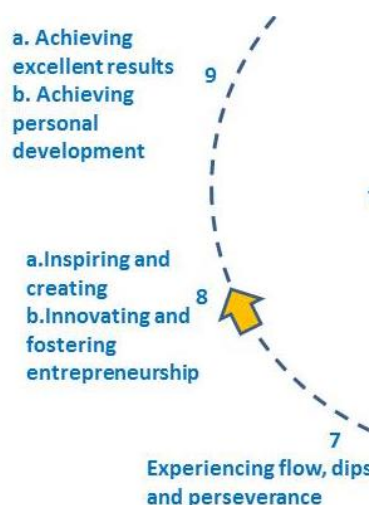 a. Achieving
excellent results
b. Achieving
personal
development
9
a.Inspiring and
creating
b.Innovating and
fostering
entrepreneurship
8
7
Experiencing flow, dips
and perseverance